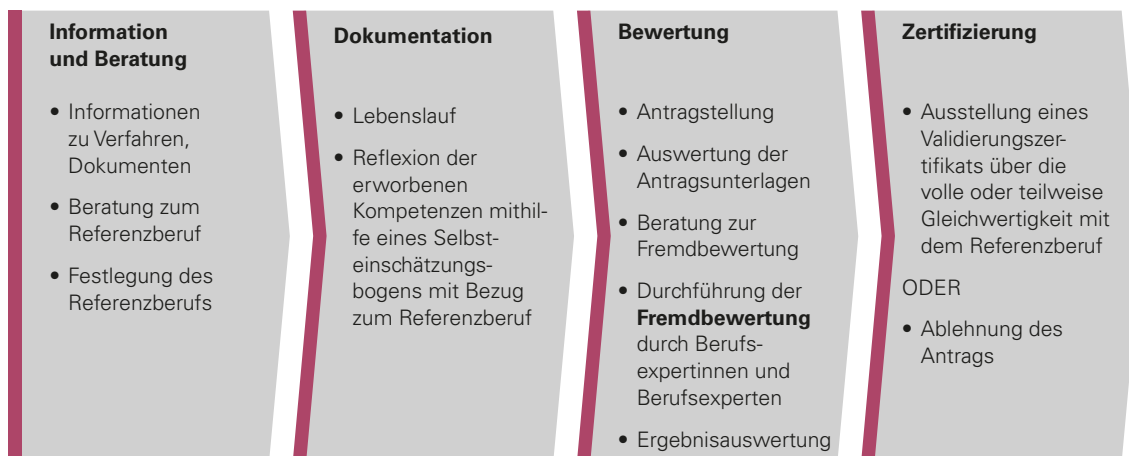 Information
und Beratung
• Informationen
zu Verfahren,
Dokumenten
• Beratung zum
Referenzberuf
• Festlegung des
Referenzberufs
Dokumentation
• Lebenslauf
• Reflexion der
erworbenen
Kompetenzen mithil-
fe eines Selbst-
einschätzungs-
bogens mit Bezug
zum Referenzberuf
Bewertung
• Antragstellung
• Auswertung der
Antragsunterlagen
• Beratung zur
Fremdbewertung
• Durchführung der
Fremdbewertung
durch Berufs-
expertinnen und
Berufsexperten
• Ergebnisauswertung
Zertifizierung
• Ausstellung eines
Validierungszer-
tifikats über die
volle oder teilweise
Gleichwertigkeit mit
dem Referenzberuf
ODER
• Ablehnung des
Antrags